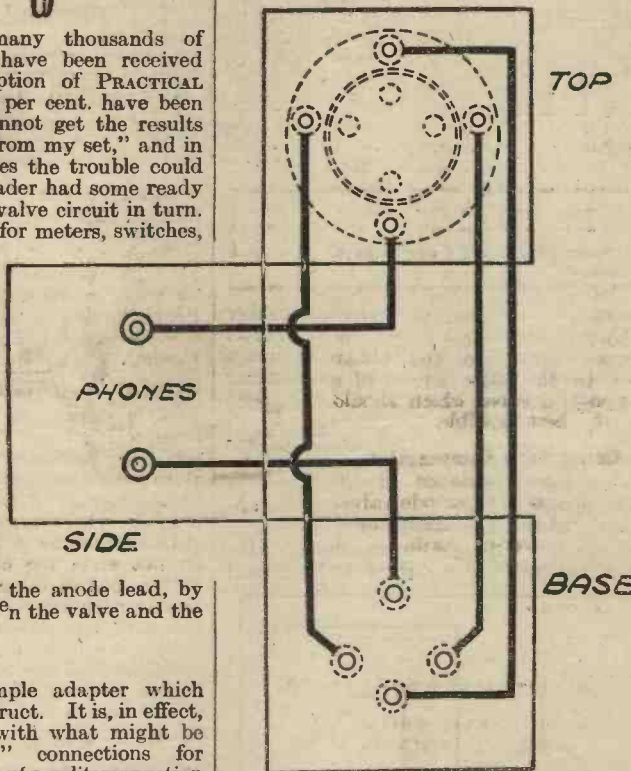 many thousands of
have been received
ption of PRACTICAL
per cent. have been
nnot get the results
from my set," and in
es the trouble could
ader had some ready
valve circuit in turn.
for meters, switches,
TOP
PHONES
SIDE
BASE
the anode lead, by
en the valve and the
mple adapter which
ruct. It is, in effect,
with what might be
" connections for